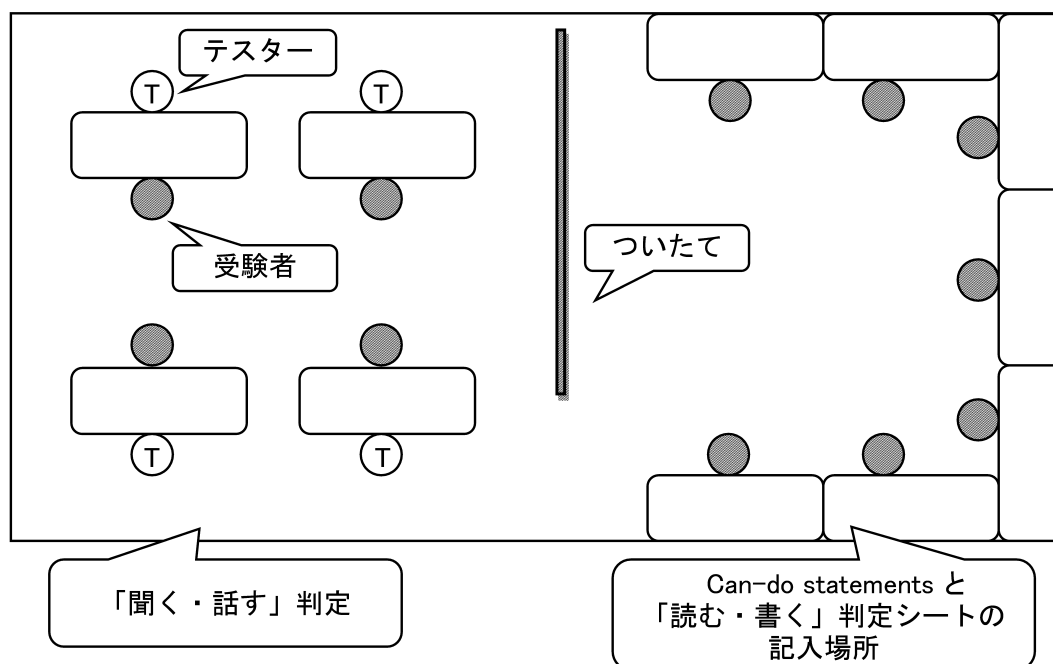 テスター
T
T
受験者
ついたて
T
T
「聞く・話す」判定
Can-do statements と
「読む・書く」判定シートの
記入場所